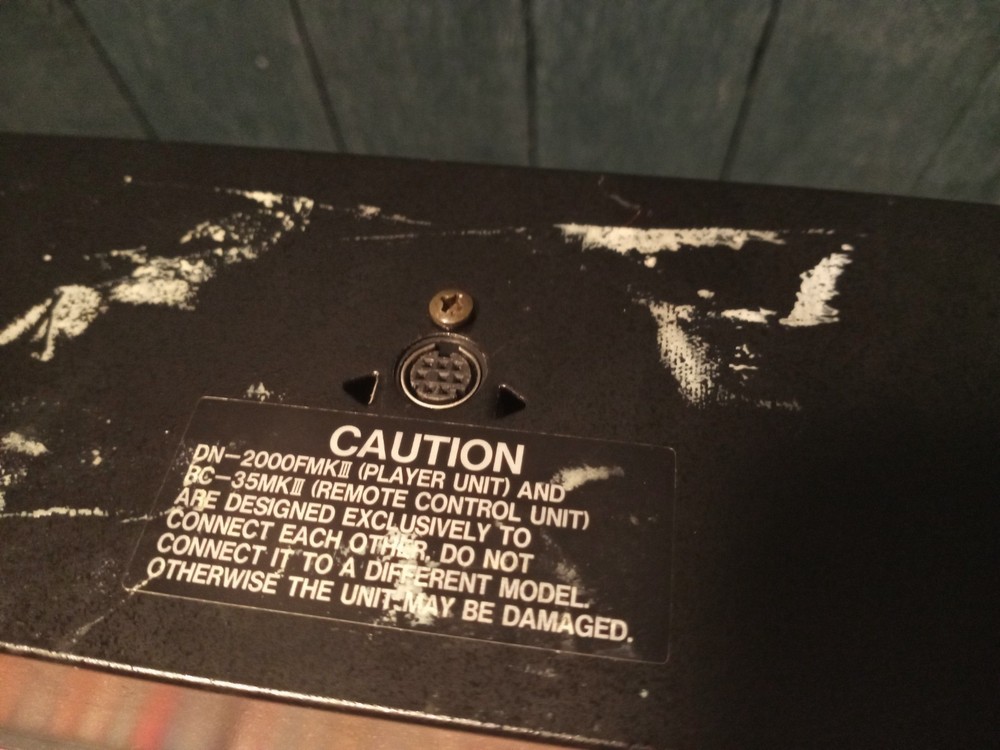 CAUTION
DN-2000FMKⅢ (PLAYER UNIT) AND
RC-35MKⅢ (REMOTE CONTROL UNIT)
ARE DESIGNED EXCLUSIVELY TO
CONNECT EACH OTHER. DO NOT
CONNECT IT TO A DIFFERENT MODEL.
OTHERWISE THE UNIT MAY BE DAMAGED.